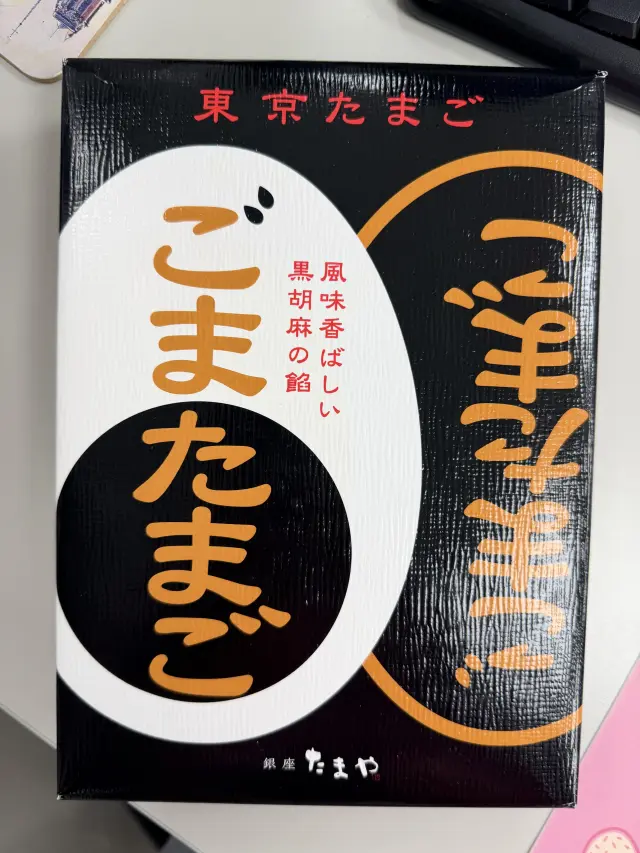 東京たまご
ごまたまご
風味香ばしい
黒胡麻の餡
ごまたまご
銀座 たまや